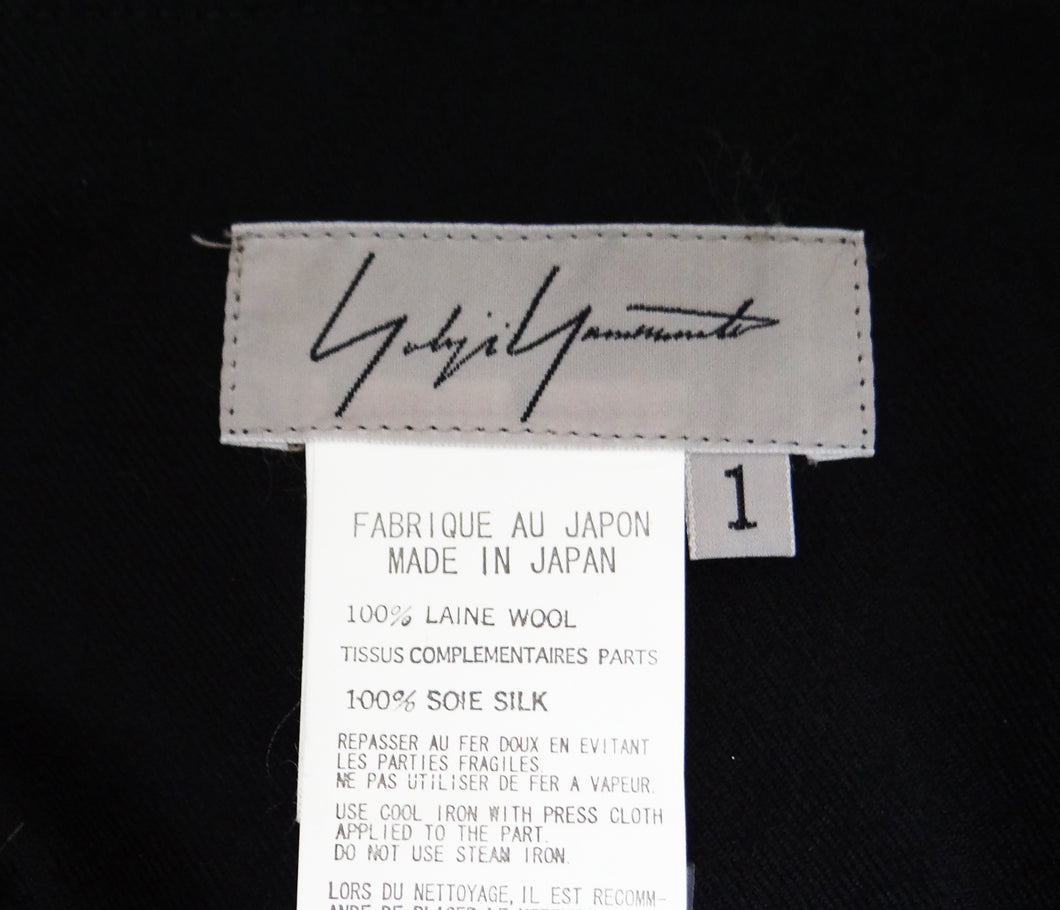 Yohji Yamamoto
1
FABRIQUE AU JAPON
MADE IN JAPAN
100% LAINE WOOL
TISSUS COMPLEMENTAIRES PARTS
100% SOIE SILK
REPASSER AU FER DOUX EN EVITANT
LES PARTIES FRAGILES.
NE PAS UTILISER DE FER A VAPEUR.
USE COOL IRON WITH PRESS CLOTH
APPLIED TO THE PART.
DO NOT USE STEAM IRON.
LORS DU NETTOYAGE, IL EST RECOMM-